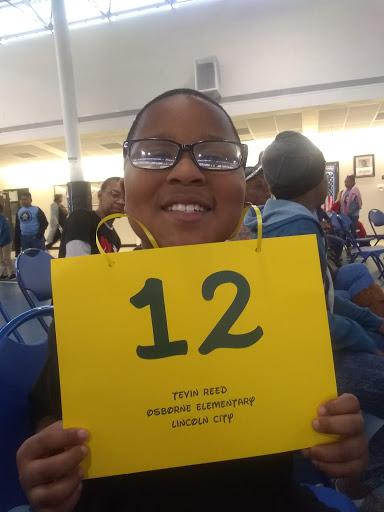 12
TEVIN REED
OSBORNE ELEMENTARY
LINCOLN CITY